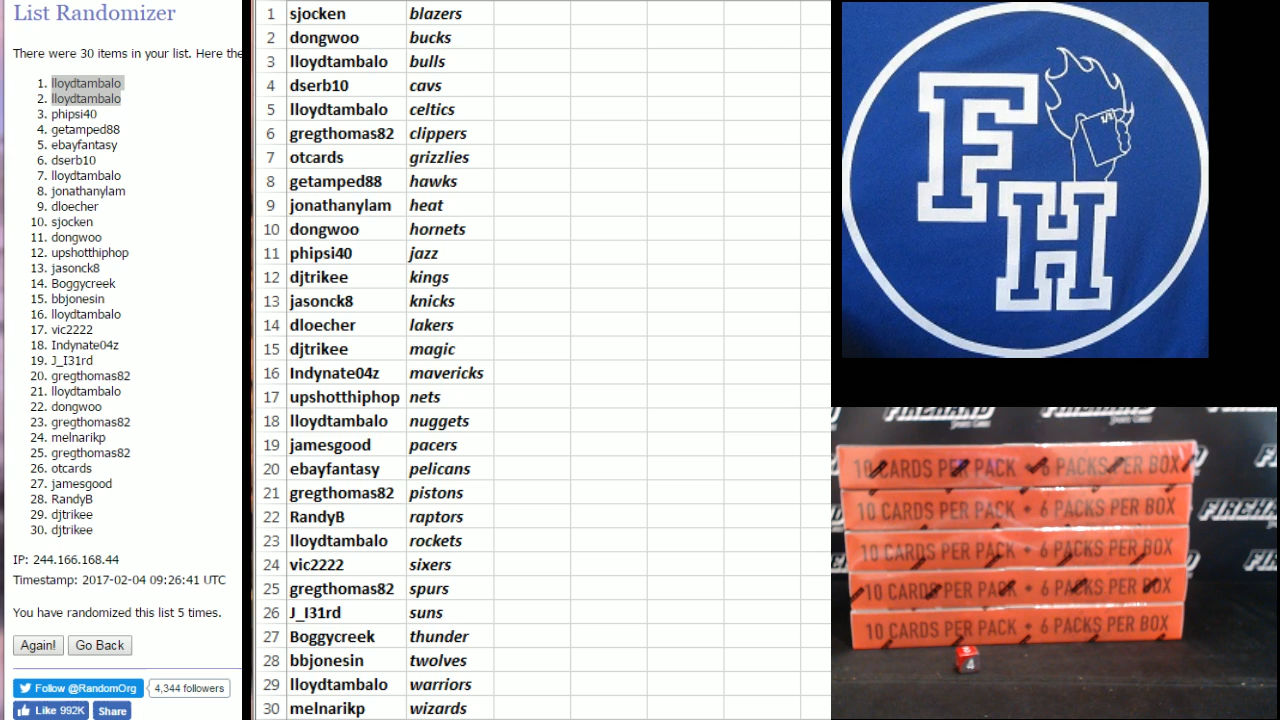 List Randomizer
There were 30 items in your list. Here the
1. lloydtambalo
2. lloydtambalo
3. phipsi40
4. getamped88
5. ebayfantasy
6. dserb10
7. lloydtambalo
8. jonathanylam
9. dloecher
10. sjocken
11. dongwoo
12. upshotthiphop
13. jasonck8
14. Boggycreek
15. bbjonesin
16. lloydtambalo
17. vic2222
18. Indynate04z
19. J_I31rd
20. gregthomas82
21. lloydtambalo
22. dongwoo
23. gregthomas82
24. melnarikp
25. gregthomas82
26. otcards
27. jamesgood
28. RandyB
29. djtrikee
30. djtrikee
IP: 244.166.168.44
Timestamp: 2017-02-04 09:26:41 UTC
You have randomized this list 5 times.
Again! Go Back
Follow @RandomOrg 4,344 followers
Like 992K Share
1 sjocken blazers
2 dongwoo bucks
3 lloydtambalo bulls
4 dserb10 cavs
5 lloydtambalo celtics
6 gregthomas82 clippers
7 otcards grizzlies
8 getamped88 hawks
9 jonathanylam heat
10 dongwoo hornets
11 phipsi40 jazz
12 djtrikee kings
13 jasonck8 knicks
14 dloecher lakers
15 djtrikee magic
16 Indynate04z mavericks
17 upshotthiphop nets
18 lloydtambalo nuggets
19 jamesgood pacers
20 ebayfantasy pelicans
21 gregthomas82 pistons
22 RandyB raptors
23 lloydtambalo rockets
24 vic2222 sixers
25 gregthomas82 spurs
26 J_I31rd suns
27 Boggycreek thunder
28 bbjonesin twolves
29 lloydtambalo warriors
30 melnarikp wizards
F
H
FIREHAND
10 CARDS PER PACK + 6 PACKS PER BOX
10 CARDS PER PACK + 6 PACKS PER BOX
10 CARDS PER PACK + 6 PACKS PER BOX
10 CARDS PER PACK + 6 PACKS PER BOX
10 CARDS PER PACK + 6 PACKS PER BOX
4